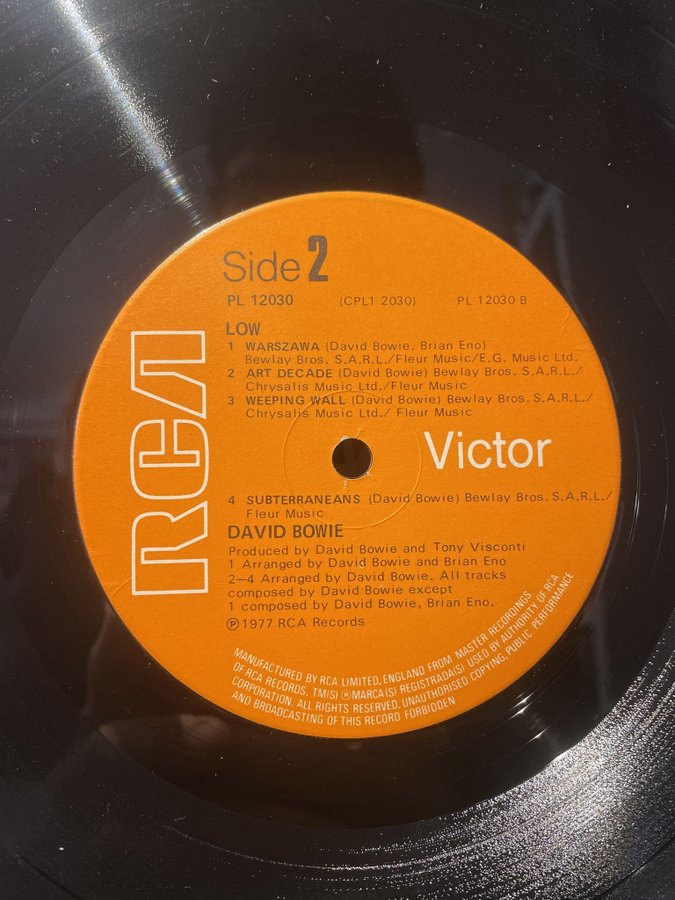 Side 2
PL 12030 (CPL1 2030) PL 12030 B
LOW
1 WARSZAWA (David Bowie, Brian Eno)
Bewlay Bros. S.A.R.L./Fleur Music/E.G. Music Ltd.
2 ART DECADE (David Bowie) Bewlay Bros. S.A.R.L./
Chrysalis Music Ltd./Fleur Music
3 WEEPING WALL (David Bowie) Bewlay Bros. S.A.R.L./
Chrysalis Music Ltd./ Fleur Music
RCA
Victor
4 SUBTERRANEANS (David Bowie) Bewlay Bros. S.A.R.L./
Fleur Music
DAVID BOWIE
Produced by David Bowie and Tony Visconti
1 Arranged by David Bowie and Brian Eno
2—4 Arranged by David Bowie. All tracks
composed by David Bowie except
1 composed by David Bowie, Brian Eno.
℗1977 RCA Records
MANUFACTURED BY RCA LIMITED, ENGLAND FROM MASTER RECORDINGS
OF RCA RECORDS, TM(S) ® MARCA(S) REGISTRADA(S) USED BY AUTHORITY OF RCA
CORPORATION. ALL RIGHTS RESERVED. UNAUTHORISED COPYING, PUBLIC PERFORMANCE
AND BROADCASTING OF THIS RECORD FORBIDDEN